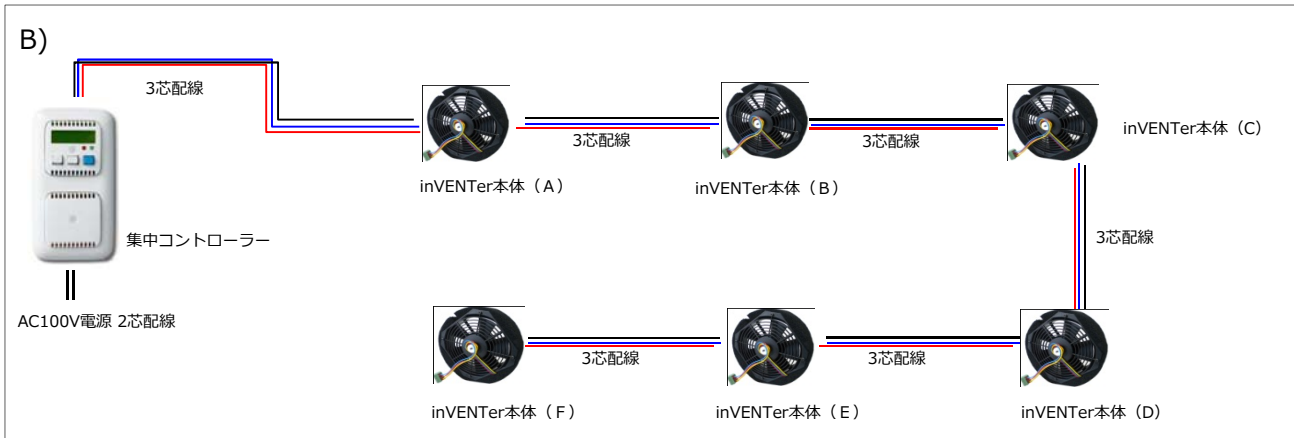 B)
3芯配線
3芯配線
3芯配線
inVENTer本体（A）
inVENTer本体（B）
inVENTer本体（C）
集中コントローラー
3芯配線
AC100V電源 2芯配線
3芯配線
3芯配線
inVENTer本体（F）
inVENTer本体（E）
inVENTer本体（D）